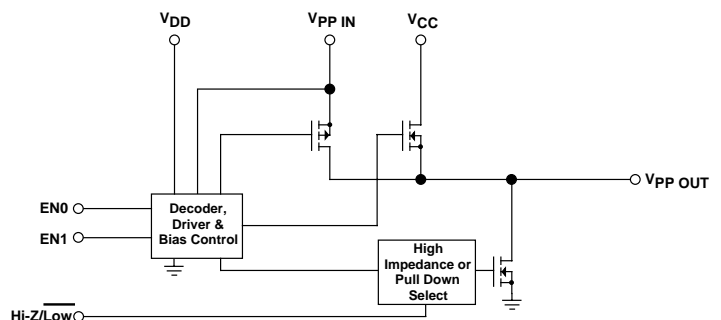 VDD
VPP IN
VCC
VPP OUT
EN0
EN1
Decoder,
Driver &
Bias Control
High
Impedance or
Pull Down
Select
Hi-Z/L̅o̅w̅